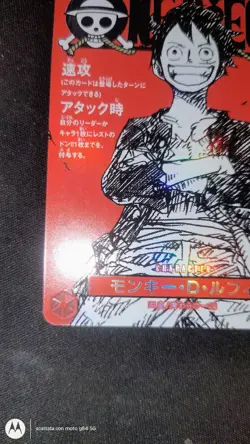 速攻
(このカードは登場したターンに
アタックできる)
アタック時
自分のリーダーか
キャラ1枚にレストの
ドン!!1枚まで、を
付与する。
モンキー・D・ルフィ
scattata con moto g84 5G